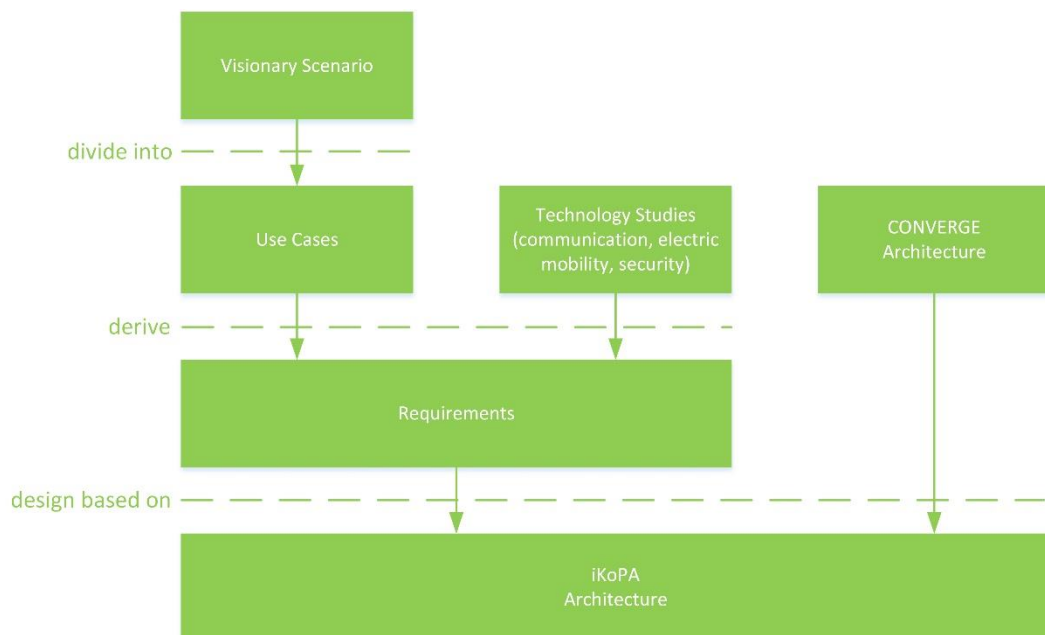 Visionary Scenario
divide into
Use Cases
Technology Studies
(communication, electric
mobility, security)
CONVERGE
Architecture
derive
Requirements
design based on
iKoPA
Architecture